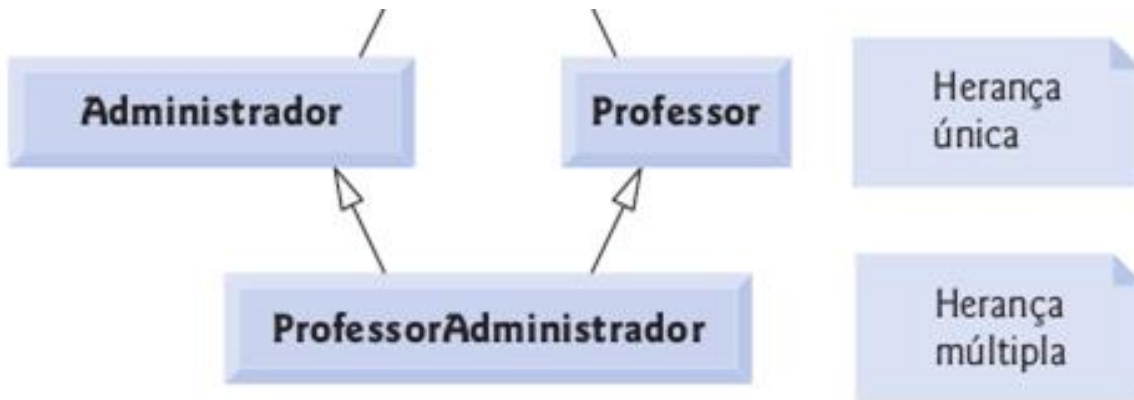 Administrador
Professor
Herança
única
ProfessorAdministrador
Herança
múltipla